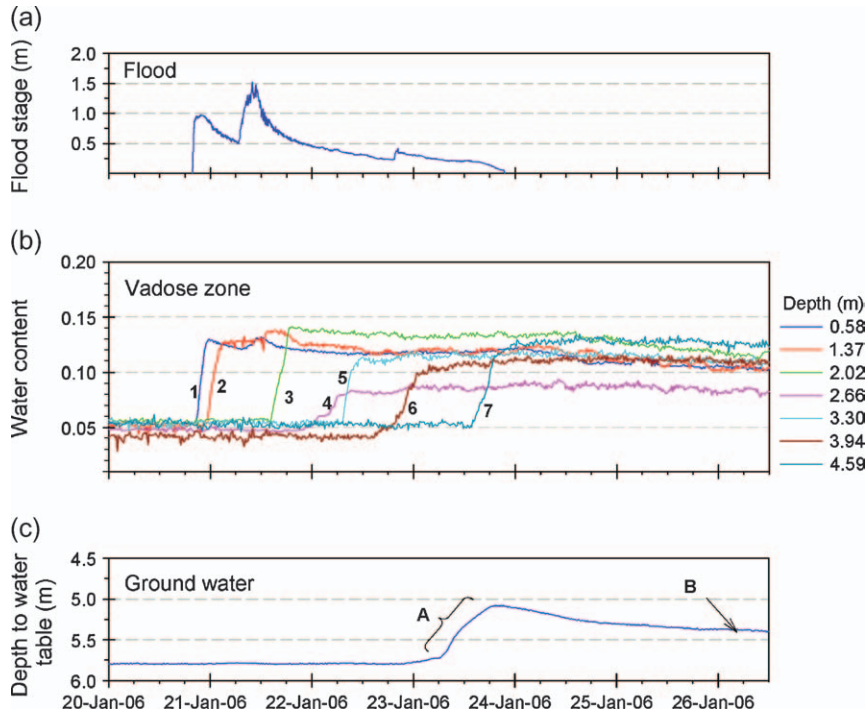 (a)
Flood stage (m)
2.0
1.5
1.0
0.5
Flood
(b)
Water content
0.20
0.15
0.10
0.05
Vadose zone
1
2
3
4
5
6
7
Depth (m)
0.58
1.37
2.02
2.66
3.30
3.94
4.59
(c)
Depth to water
table (m)
4.5
5.0
5.5
6.0
Ground water
A
B
20-Jan-06 21-Jan-06 22-Jan-06 23-Jan-06 24-Jan-06 25-Jan-06 26-Jan-06